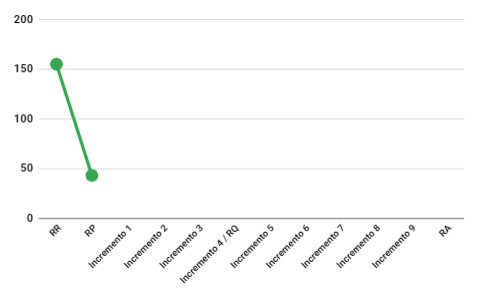 200
150
100
50
0
RR
RP
Incremento 1
Incremento 2
Incremento 3
Incremento 4 / RQ
Incremento 5
Incremento 6
Incremento 7
Incremento 8
Incremento 9
RA